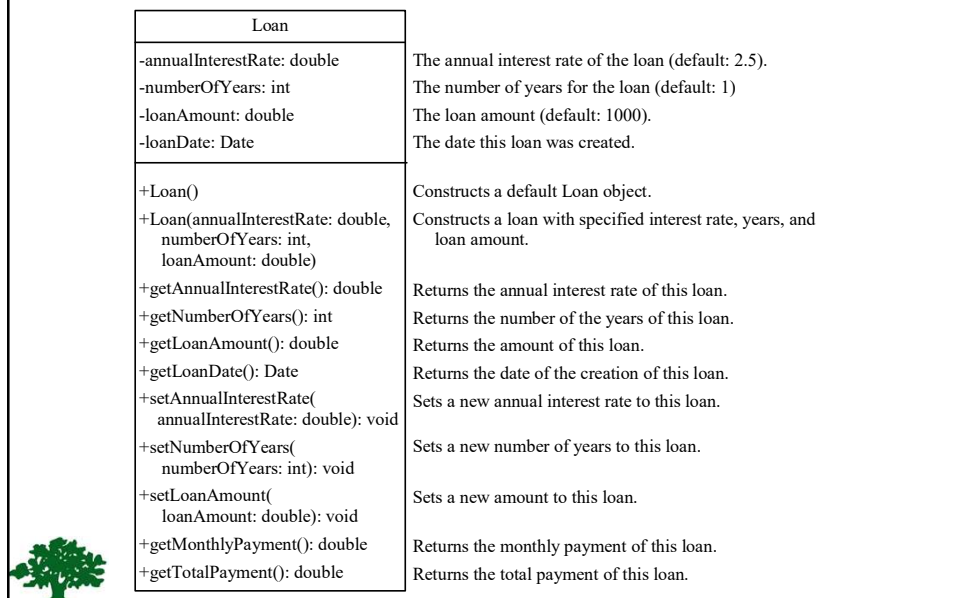 Loan
-annualInterestRate: double The annual interest rate of the loan (default: 2.5).
-numberOfYears: int The number of years for the loan (default: 1)
-loanAmount: double The loan amount (default: 1000).
-loanDate: Date The date this loan was created.
+Loan() Constructs a default Loan object.
+Loan(annualInterestRate: double, Constructs a loan with specified interest rate, years, and
numberOfYears: int, loan amount.
loanAmount: double)
+getAnnualInterestRate(): double Returns the annual interest rate of this loan.
+getNumberOfYears(): int Returns the number of the years of this loan.
+getLoanAmount(): double Returns the amount of this loan.
+getLoanDate(): Date Returns the date of the creation of this loan.
+setAnnualInterestRate( Sets a new annual interest rate to this loan.
annualInterestRate: double): void
+setNumberOfYears( Sets a new number of years to this loan.
numberOfYears: int): void
+setLoanAmount( Sets a new amount to this loan.
loanAmount: double): void
+getMonthlyPayment(): double Returns the monthly payment of this loan.
+getTotalPayment(): double Returns the total payment of this loan.